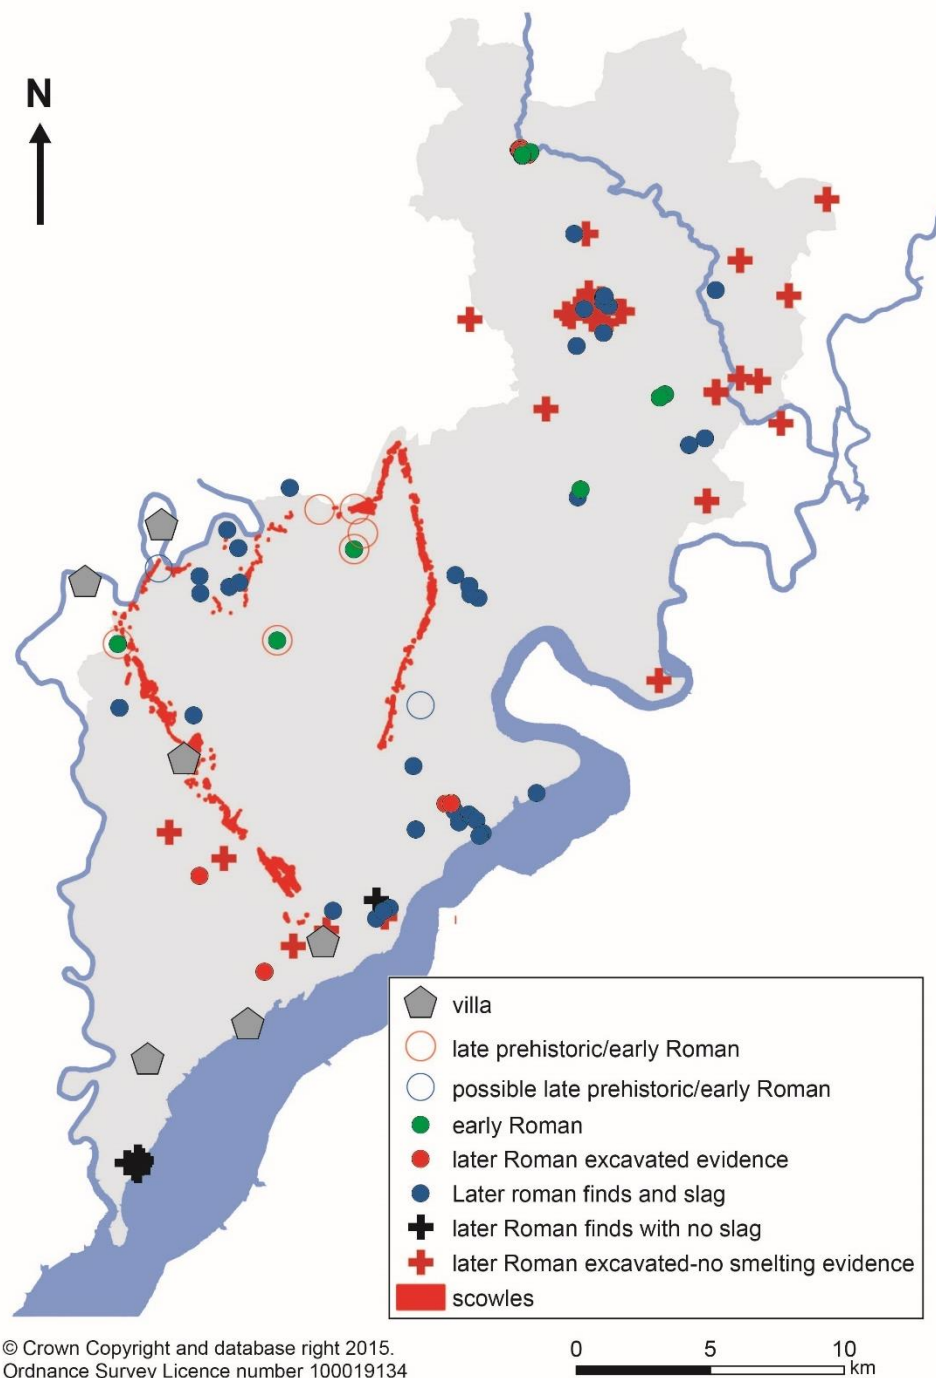 N
villa
late prehistoric/early Roman
possible late prehistoric/early Roman
early Roman
later Roman excavated evidence
Later roman finds and slag
later Roman finds with no slag
later Roman excavated-no smelting evidence
scowles
© Crown Copyright and database right 2015.
Ordnance Survey Licence number 100019134
0 5 10
km